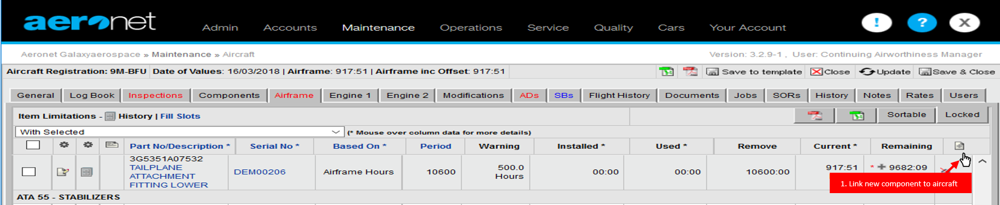 aeronet
Admin Accounts Maintenance Operations Service Quality Cars Your Account ! ? X
Aeronet Galaxyaerospace » Maintenance » Aircraft Version: 3.2.9-1 , User: Continuing Airworthiness Manager
Aircraft Registration: 9M-BFU Date of Values: 16/03/2018 | Airframe: 917:51 | Airframe inc Offset: 917:51 Save to template Close Update Save & Close
General Log Book Inspections Components Airframe Engine 1 Engine 2 Modifications ADs SBs Flight History Documents Jobs SORs History Notes Rates Users
Item Limitations - History | Fill Slots Sortable Locked
With Selected (* Mouse over column data for more details)
Part No/Description * Serial No * Based On * Period Warning Installed * Used * Remove Current * Remaining
3G5351A07532
TAILPLANE
ATTACHMENT
FITTING LOWER
DEM00206 Airframe Hours 10600 500.0
Hours
00:00 00:00 10600:00 917:51 * + 9682:09
1. Link new component to aircraft
ATA 55 - STABILIZERS